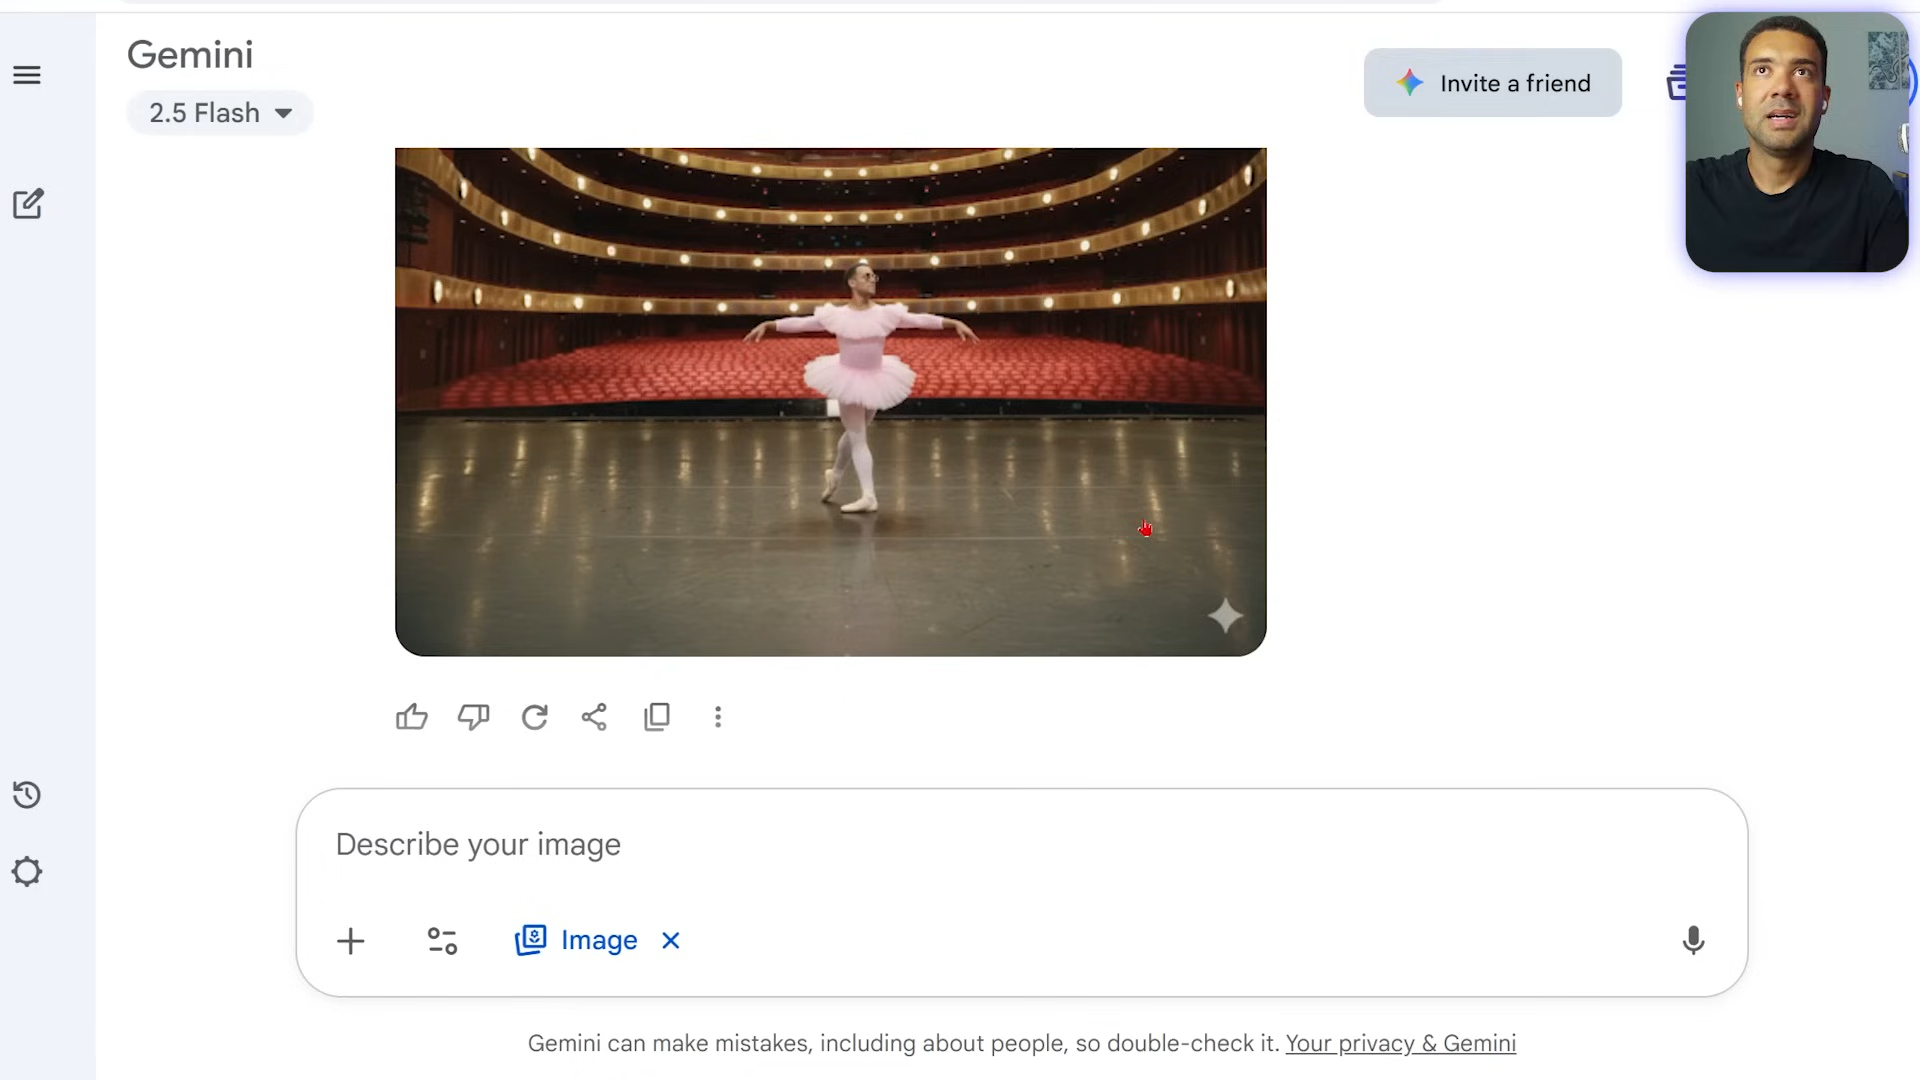 Gemini
2.5 Flash
Invite a friend
Describe your image
Image
Gemini can make mistakes, including about people, so double-check it. Your privacy & Gemini